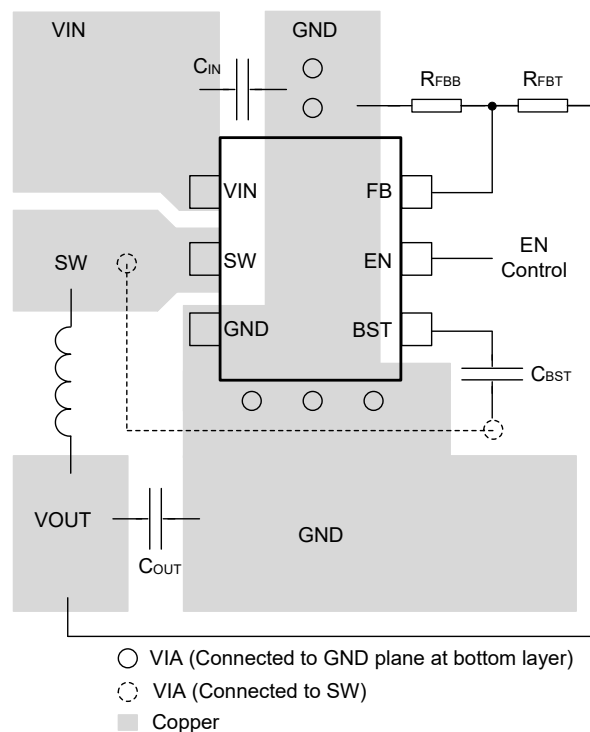 VIN
GND
CIN
RFBB
RFBT
VIN
FB
SW
SW
EN
EN
Control
GND
BST
CBST
VOUT
COUT
GND
VIA (Connected to GND plane at bottom layer)
VIA (Connected to SW)
Copper